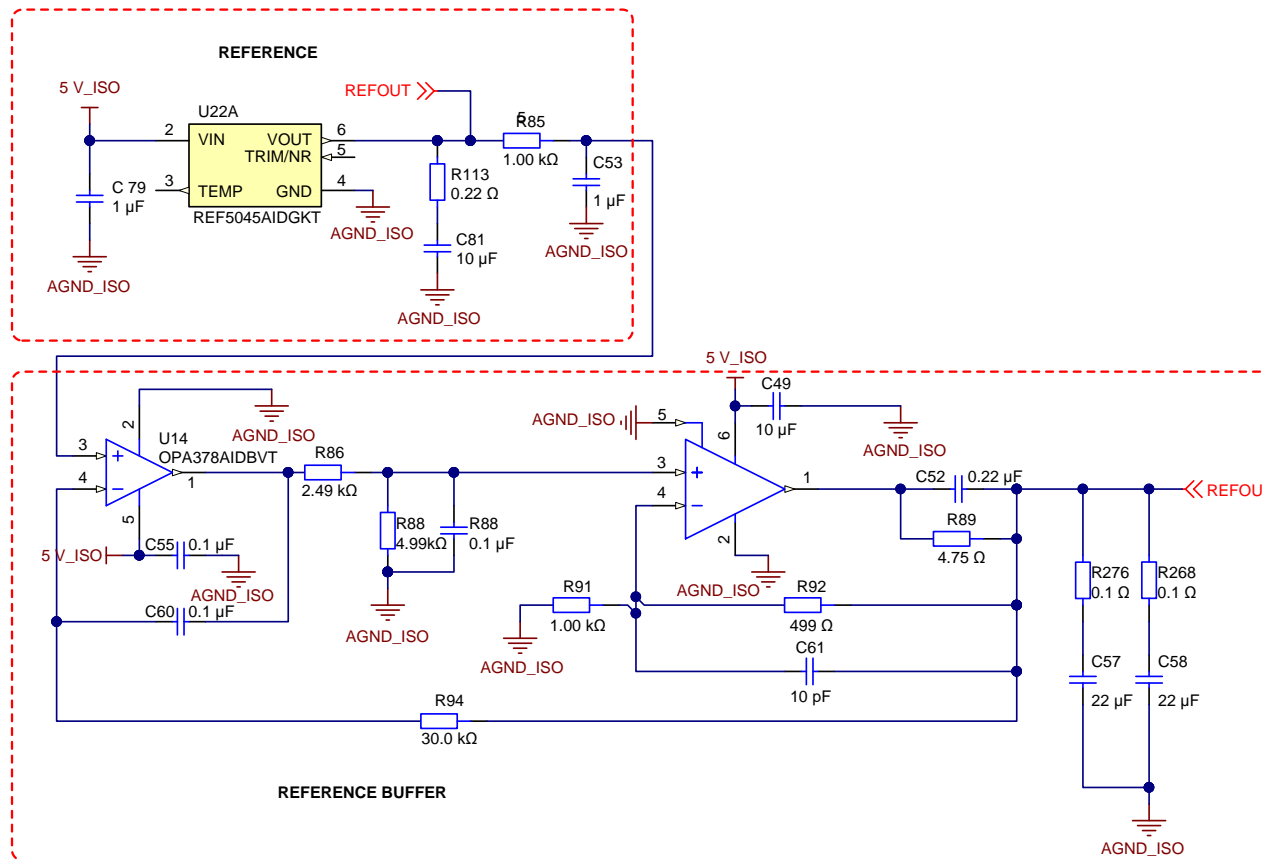 REFERENCE
5 V_ISO
REFOUT
U22A
2
VIN
VOUT
6
TRIM/NR
5
3
TEMP
GND
4
REF5045AIDGKT
C 79
1 µF
AGND_ISO
R113
0.22 Ω
C81
10 µF
AGND_ISO
5
R85
1.00 kΩ
C53
1 µF
AGND_ISO
AGND_ISO
2
AGND_ISO
U14
OPA378AIDBVT
3
+
4
−
1
5
5 V_ISO
C55
0.1 µF
AGND_ISO
C60
0.1 µF
R86
2.49 kΩ
R88
4.99kΩ
R88
0.1 µF
AGND_ISO
5 V_ISO
C49
10 µF
AGND_ISO
AGND_ISO
5
6
3
+
4
−
1
2
AGND_ISO
C52
0.22 µF
R89
4.75 Ω
REFOU
R91
1.00 kΩ
AGND_ISO
R92
499 Ω
C61
10 pF
R94
30.0 kΩ
R276
0.1 Ω
R268
0.1 Ω
C57
22 µF
C58
22 µF
AGND_ISO
REFERENCE BUFFER